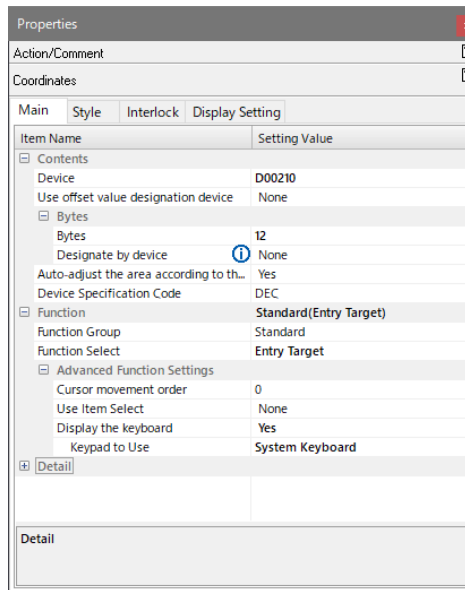 Properties
Action/Comment
Coordinates
Main Style Interlock Display Setting
Item Name Setting Value
Contents
Device D00210
Use offset value designation device None
Bytes
Bytes 12
Designate by device None
Auto-adjust the area according to th... Yes
Device Specification Code DEC
Function Standard(Entry Target)
Function Group Standard
Function Select Entry Target
Advanced Function Settings
Cursor movement order 0
Use Item Select None
Display the keyboard Yes
Keypad to Use System Keyboard
Detail
Detail